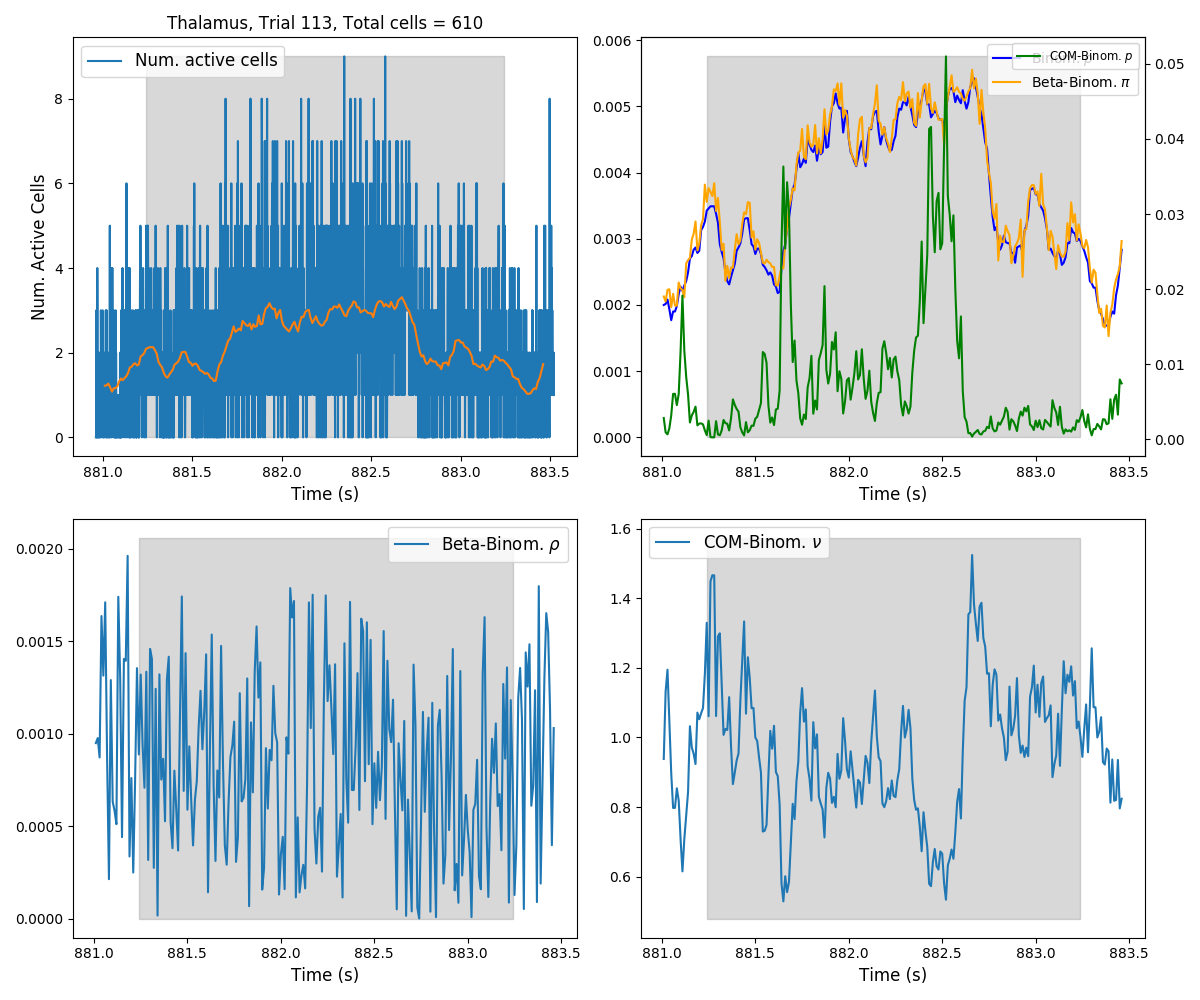 Thalamus, Trial 113, Total cells = 610
Num. active cells
Num. Active Cells
8
6
4
2
0
881.0 881.5 882.0 882.5 883.0 883.5
Time (s)
COM-Binom. p
Beta-Binom. π
0.006
0.005
0.004
0.003
0.002
0.001
0.000
0.05
0.04
0.03
0.02
0.01
0.00
881.0 881.5 882.0 882.5 883.0 883.5
Time (s)
Beta-Binom. ρ
0.0020
0.0015
0.0010
0.0005
0.0000
881.0 881.5 882.0 882.5 883.0 883.5
Time (s)
COM-Binom. ν
1.6
1.4
1.2
1.0
0.8
0.6
881.0 881.5 882.0 882.5 883.0 883.5
Time (s)